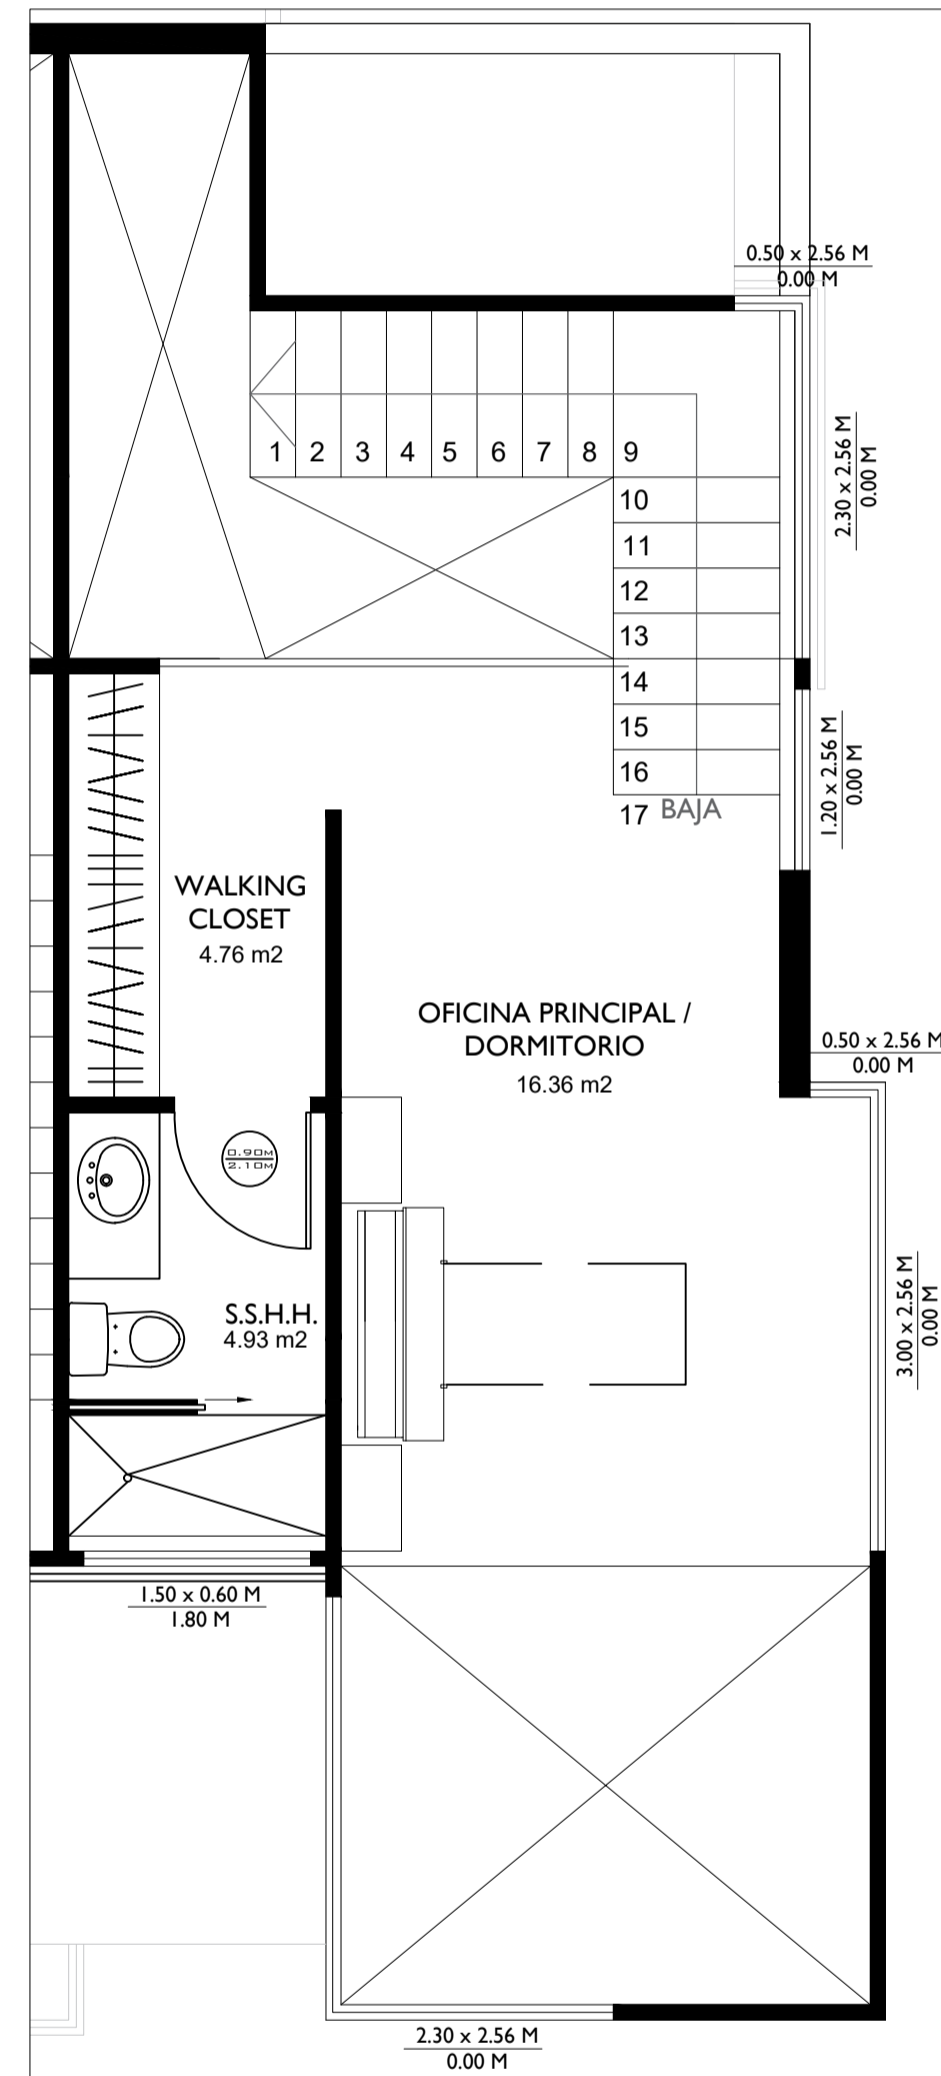 0.50 x 2.56 M
0.00 M
2.30 x 2.56 M
0.00 M
1 2 3 4 5 6 7 8 9
10
11
12
13
14
15
16
17 BAJA
1.20 x 2.56 M
0.00 M
WALKING
CLOSET
4.76 m2
OFICINA PRINCIPAL /
DORMITORIO
16.36 m2
0.50 x 2.56 M
0.00 M
0.90M
2.10M
S.S.H.H.
4.93 m2
3.00 x 2.56 M
0.00 M
1.50 x 0.60 M
1.80 M
2.30 x 2.56 M
0.00 M